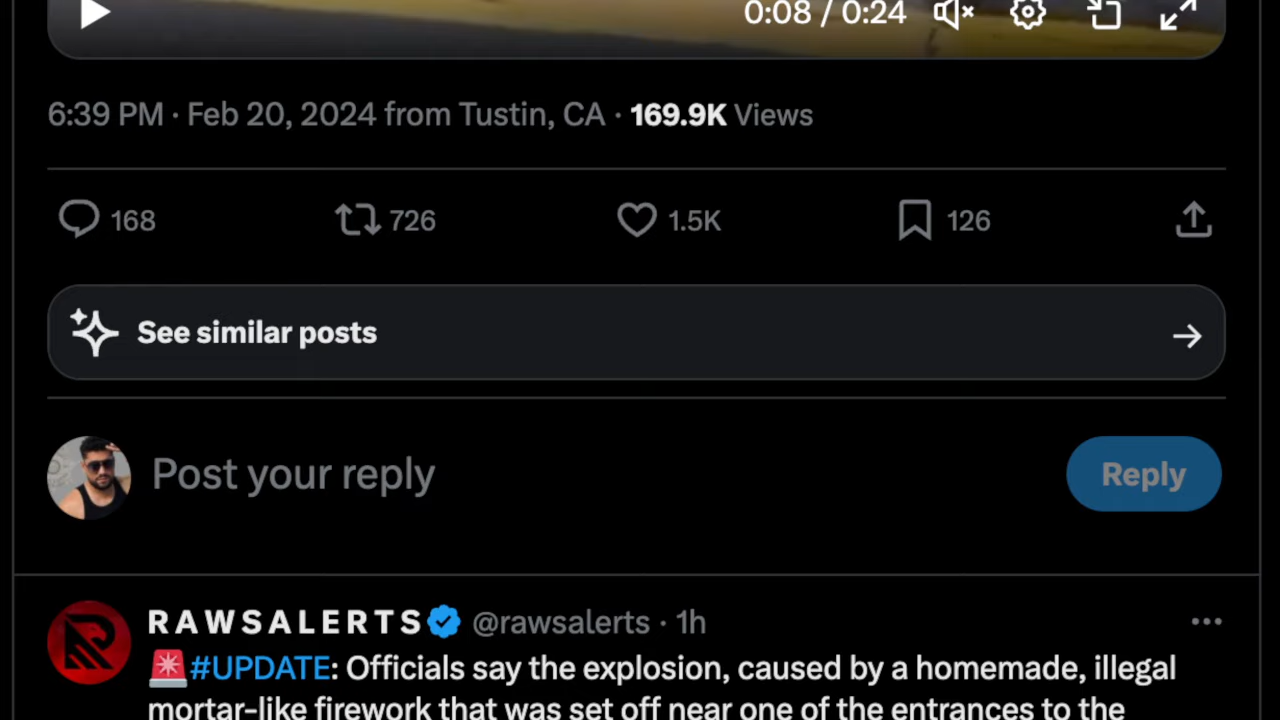 0:08 / 0:24
6:39 PM · Feb 20, 2024 from Tustin, CA · 169.9K Views
168 726 1.5K 126
See similar posts
Post your reply Reply
RAWSALERTS @rawsalerts · 1h
#UPDATE: Officials say the explosion, caused by a homemade, illegal
mortar-like firework that was set off near one of the entrances to the